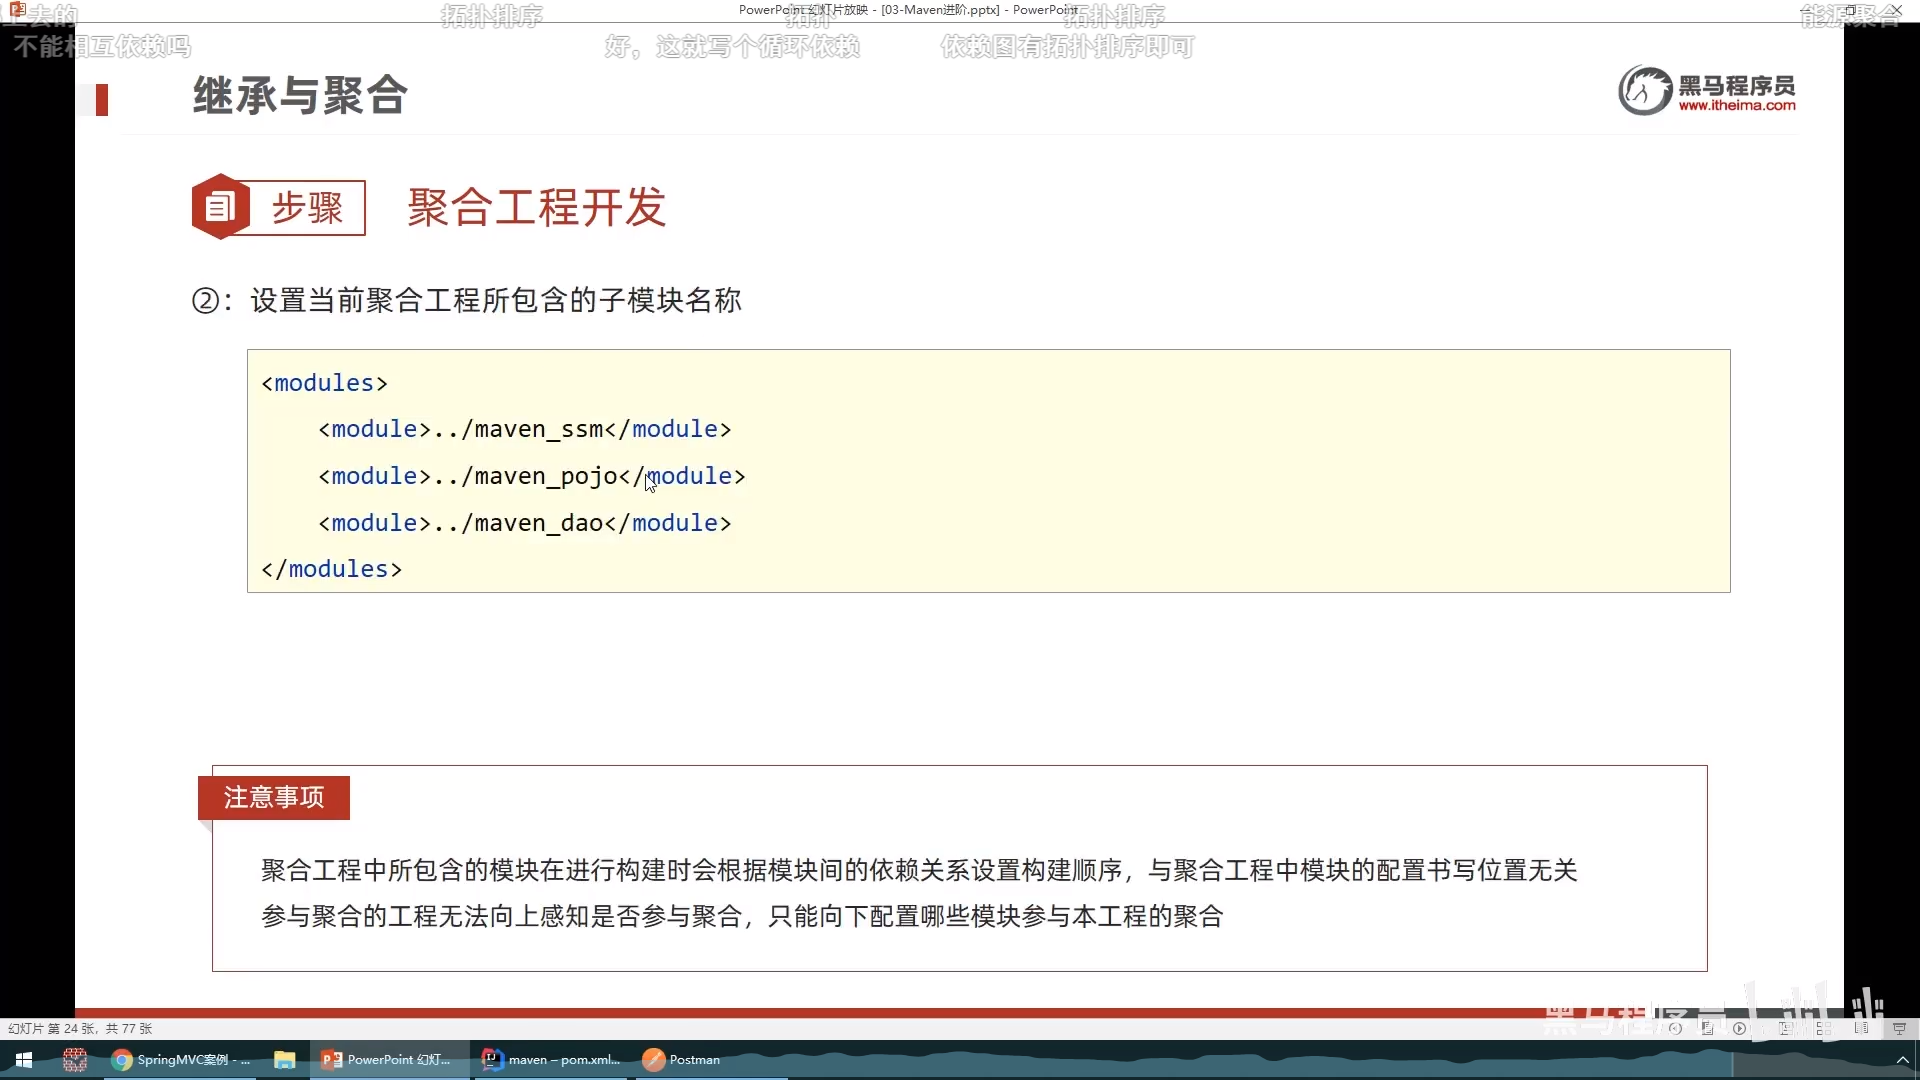 PowerPoint 幻灯片放映 - [03-Maven进阶.pptx] - PowerPoint
上去的
拓扑排序
拓扑
拓扑排序
能源聚合
不能相互依赖吗
好，这就写个循环依赖
依赖图有拓扑排序即可
继承与聚合
黑马程序员
www.itheima.com
步骤
聚合工程开发
②：设置当前聚合工程所包含的子模块名称
<modules>
<module>../maven_ssm</module>
<module>../maven_pojo</module>
<module>../maven_dao</module>
</modules>
注意事项
聚合工程中所包含的模块在进行构建时会根据模块间的依赖关系设置构建顺序，与聚合工程中模块的配置书写位置无关
参与聚合的工程无法向上感知是否参与聚合，只能向下配置哪些模块参与本工程的聚合
黑马程序员
幻灯片 第 24 张，共 77 张
SpringMVC案例 - ...
PowerPoint 幻灯...
maven – pom.xml...
Postman